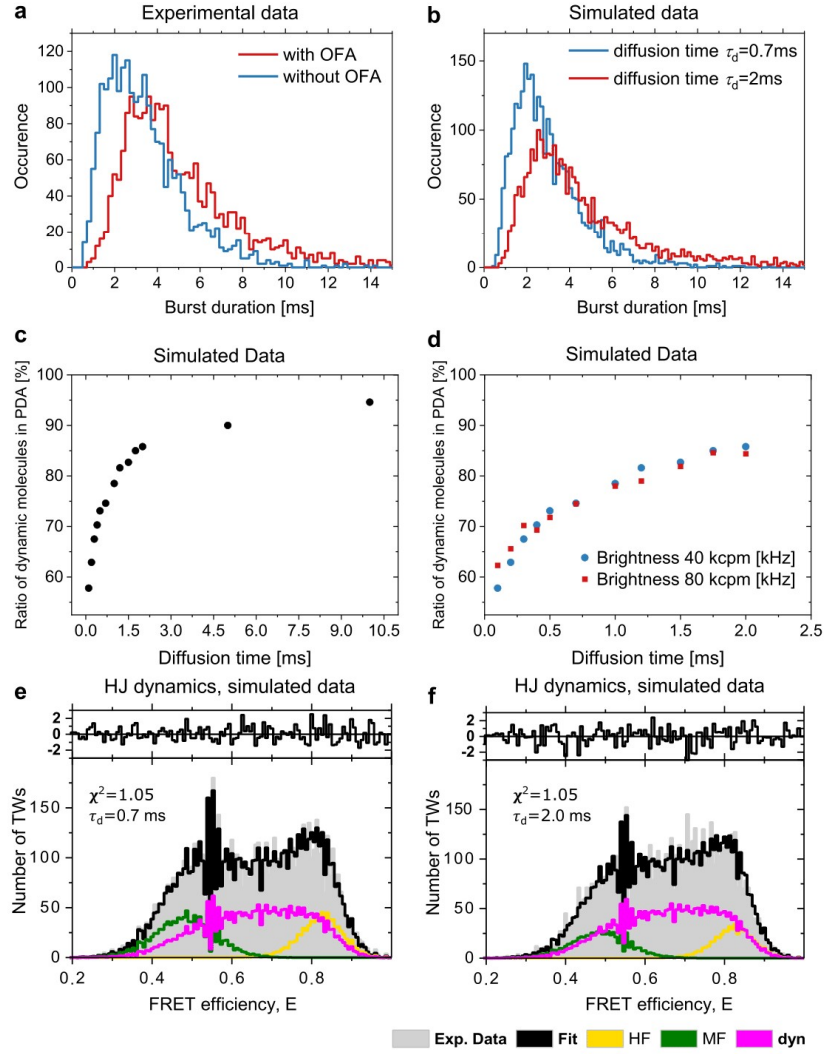 a
Experimental data
with OFA
without OFA
Occurence
120
100
80
60
40
20
0
0 2 4 6 8 10 12 14
Burst duration [ms]
b
Simulated data
diffusion time τd=0.7ms
diffusion time τd=2ms
Occurence
150
100
50
0
0 2 4 6 8 10 12 14
Burst duration [ms]
c
Simulated Data
Ratio of dynamic molecules in PDA [%]
100
90
80
70
60
0.0 1.5 3.0 4.5 6.0 7.5 9.0 10.5
Diffusion time [ms]
d
Simulated Data
Ratio of dynamic molecules in PDA [%]
100
90
80
70
60
Brightness 40 kcpm [kHz]
Brightness 80 kcpm [kHz]
0.0 0.5 1.0 1.5 2.0 2.5
Diffusion time [ms]
e
HJ dynamics, simulated data
2
0
-2
χ²=1.05
τd=0.7 ms
Number of TWs
150
100
50
0
0.2 0.4 0.6 0.8
FRET efficiency, E
f
HJ dynamics, simulated data
2
0
-2
χ²=1.05
τd=2.0 ms
Number of TWs
150
100
50
0
0.2 0.4 0.6 0.8
FRET efficiency, E
Exp. Data Fit HF MF dyn